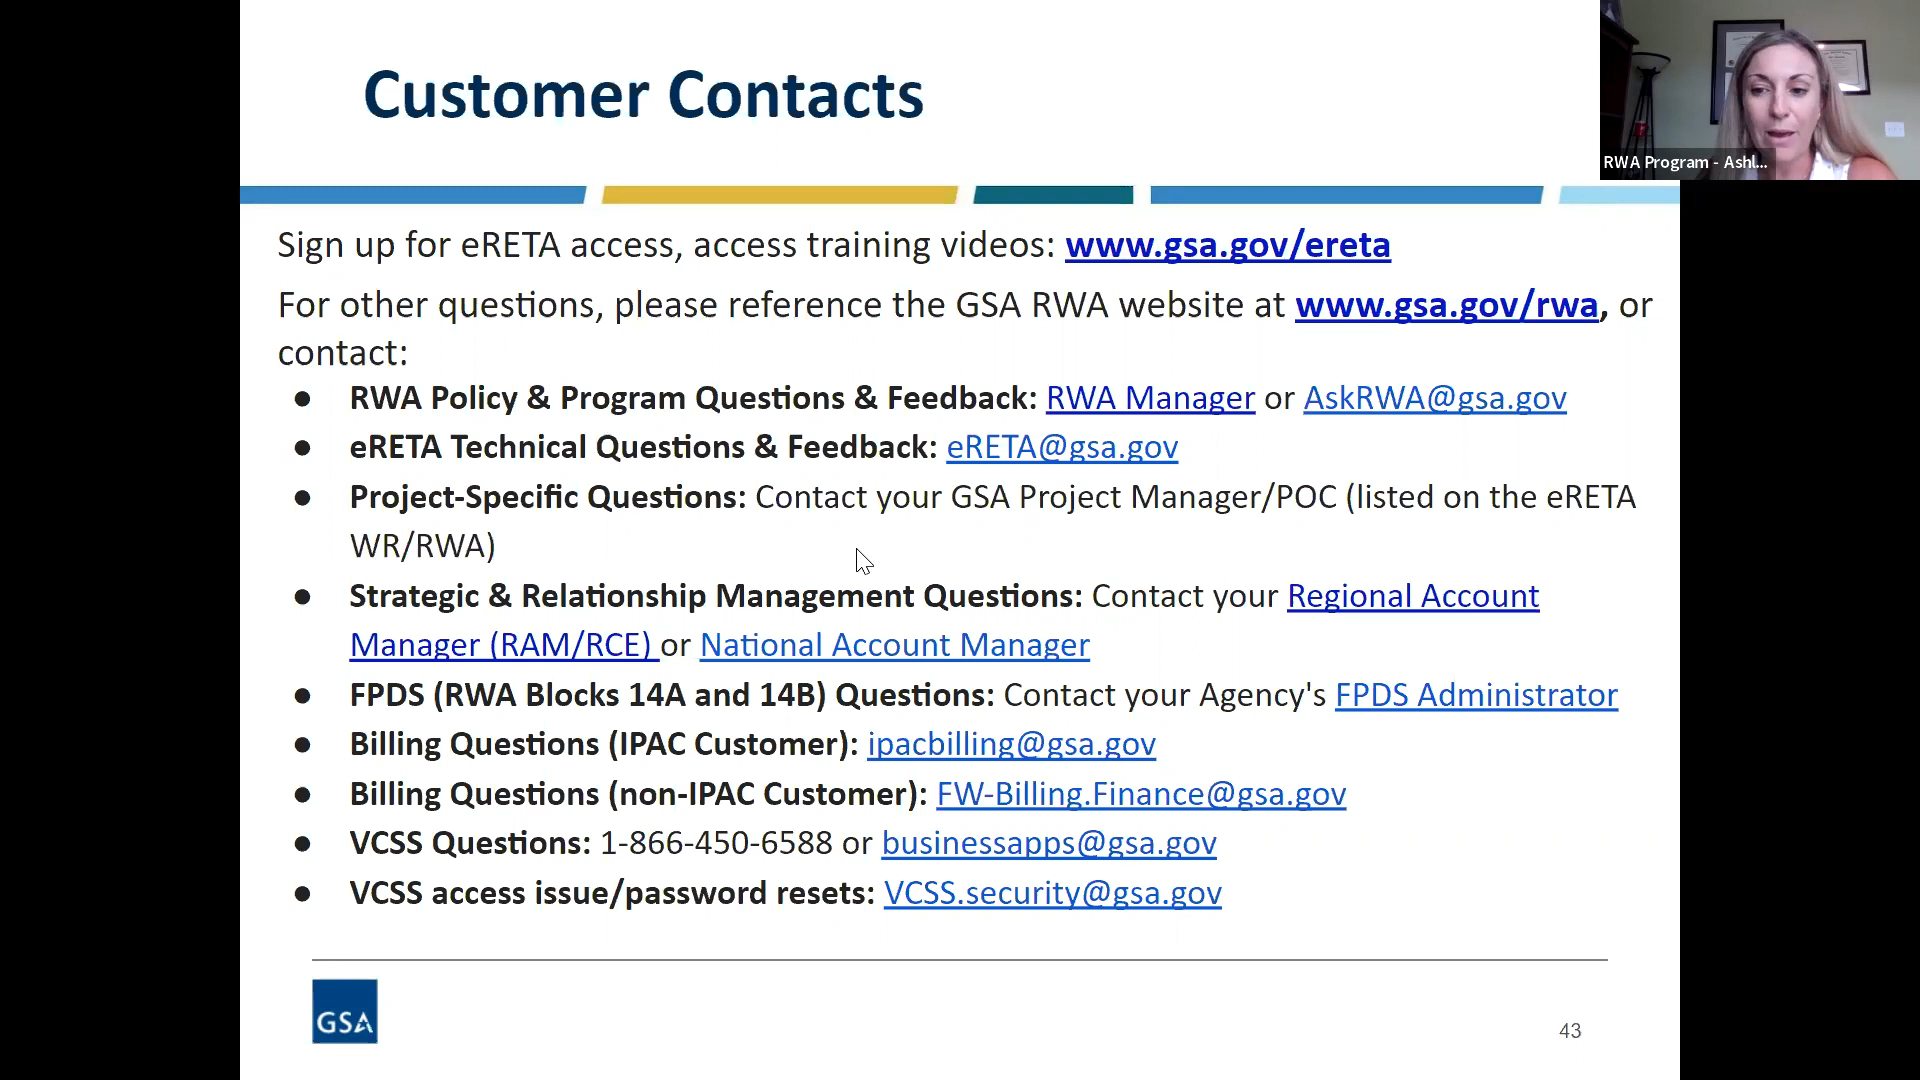 Customer Contacts
RWA Program - Ashl...
Sign up for eRETA access, access training videos: www.gsa.gov/ereta
For other questions, please reference the GSA RWA website at www.gsa.gov/rwa, or
contact:
● RWA Policy & Program Questions & Feedback: RWA Manager or AskRWA@gsa.gov
● eRETA Technical Questions & Feedback: eRETA@gsa.gov
● Project-Specific Questions: Contact your GSA Project Manager/POC (listed on the eRETA
WR/RWA)
● Strategic & Relationship Management Questions: Contact your Regional Account
Manager (RAM/RCE) or National Account Manager
● FPDS (RWA Blocks 14A and 14B) Questions: Contact your Agency's FPDS Administrator
● Billing Questions (IPAC Customer): ipacbilling@gsa.gov
● Billing Questions (non-IPAC Customer): FW-Billing.Finance@gsa.gov
● VCSS Questions: 1-866-450-6588 or businessapps@gsa.gov
● VCSS access issue/password resets: VCSS.security@gsa.gov
GSA
43